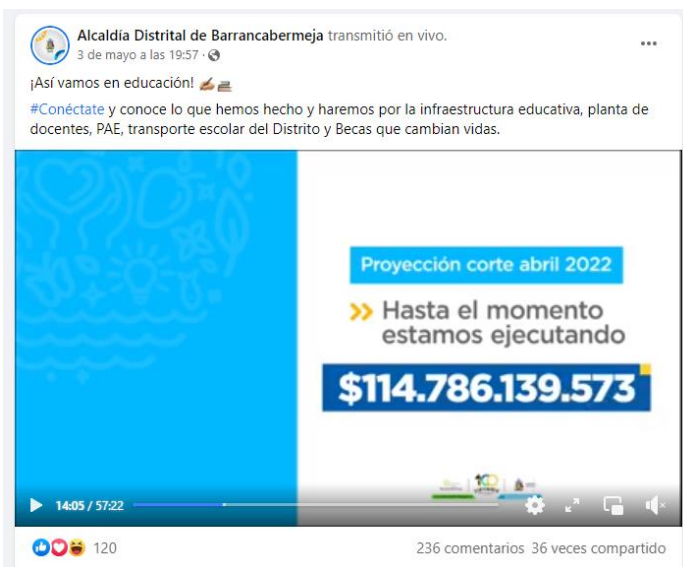 Alcaldía Distrital de Barrancabermeja transmitió en vivo.
3 de mayo a las 19:57 ·
¡Así vamos en educación!
#Conéctate y conoce lo que hemos hecho y haremos por la infraestructura educativa, planta de
docentes, PAE, transporte escolar del Distrito y Becas que cambian vidas.
Proyección corte abril 2022
Hasta el momento
estamos ejecutando
$114.786.139.573
14:05 / 57:22
120
236 comentarios 36 veces compartido